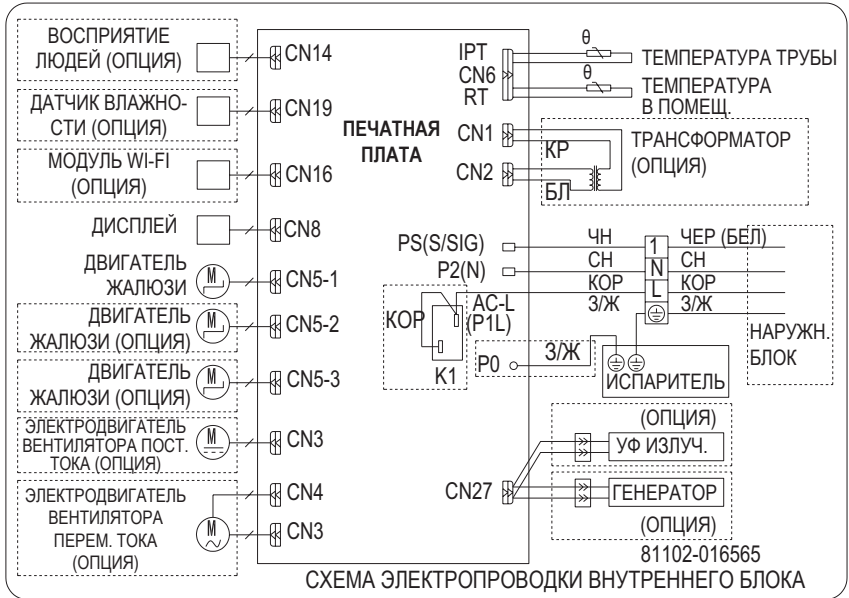 ВОСПРИЯТИЕ
ЛЮДЕЙ (ОПЦИЯ)
CN14
ДАТЧИК ВЛАЖНО-
СТИ (ОПЦИЯ)
CN19
МОДУЛЬ WI-FI
(ОПЦИЯ)
CN16
ДИСПЛЕЙ
CN8
ДВИГАТЕЛЬ
ЖАЛЮЗИ
M
CN5-1
ДВИГАТЕЛЬ
ЖАЛЮЗИ (ОПЦИЯ)
M
CN5-2
ДВИГАТЕЛЬ
ЖАЛЮЗИ (ОПЦИЯ)
M
CN5-3
ЭЛЕКТРОДВИГАТЕЛЬ
ВЕНТИЛЯТОРА ПОСТ.
ТОКА (ОПЦИЯ)
M
CN3
ЭЛЕКТРОДВИГАТЕЛЬ
ВЕНТИЛЯТОРА
ПЕРЕМ. ТОКА
(ОПЦИЯ)
M
CN4
CN3
ПЕЧАТНАЯ
ПЛАТА
IPT
CN6
RT
θ
ТЕМПЕРАТУРА ТРУБЫ
θ
ТЕМПЕРАТУРА
В ПОМЕЩ.
CN1
CN2
КР
БЛ
ТРАНСФОРМАТОР
(ОПЦИЯ)
PS(S/SIG)
P2(N)
AC-L
(P1L)
КОР
K1
P0
З/Ж
ЧН
СН
КОР
З/Ж
1
N
L
ЧЕР (БЕЛ)
СН
КОР
З/Ж
НАРУЖН.
БЛОК
ИСПАРИТЕЛЬ
(ОПЦИЯ)
УФ ИЗЛУЧ.
CN27
ГЕНЕРАТОР
(ОПЦИЯ)
81102-016565
СХЕМА ЭЛЕКТРОПРОВОДКИ ВНУТРЕННЕГО БЛОКА